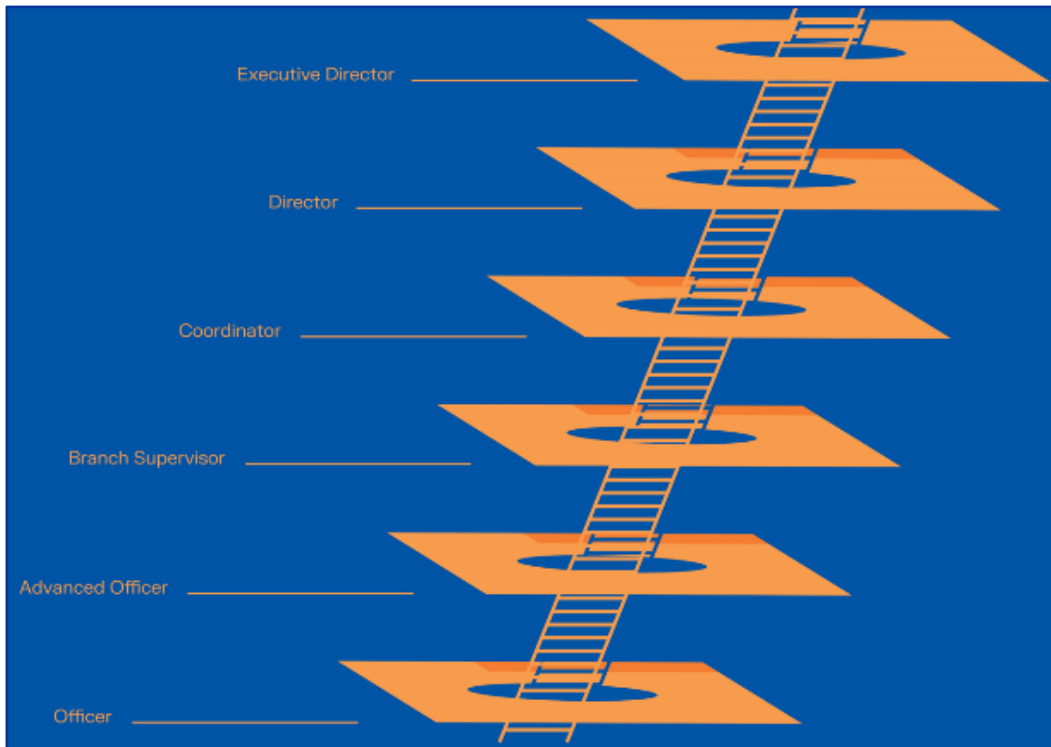 Executive Director
Director
Coordinator
Branch Supervisor
Advanced Officer
Officer